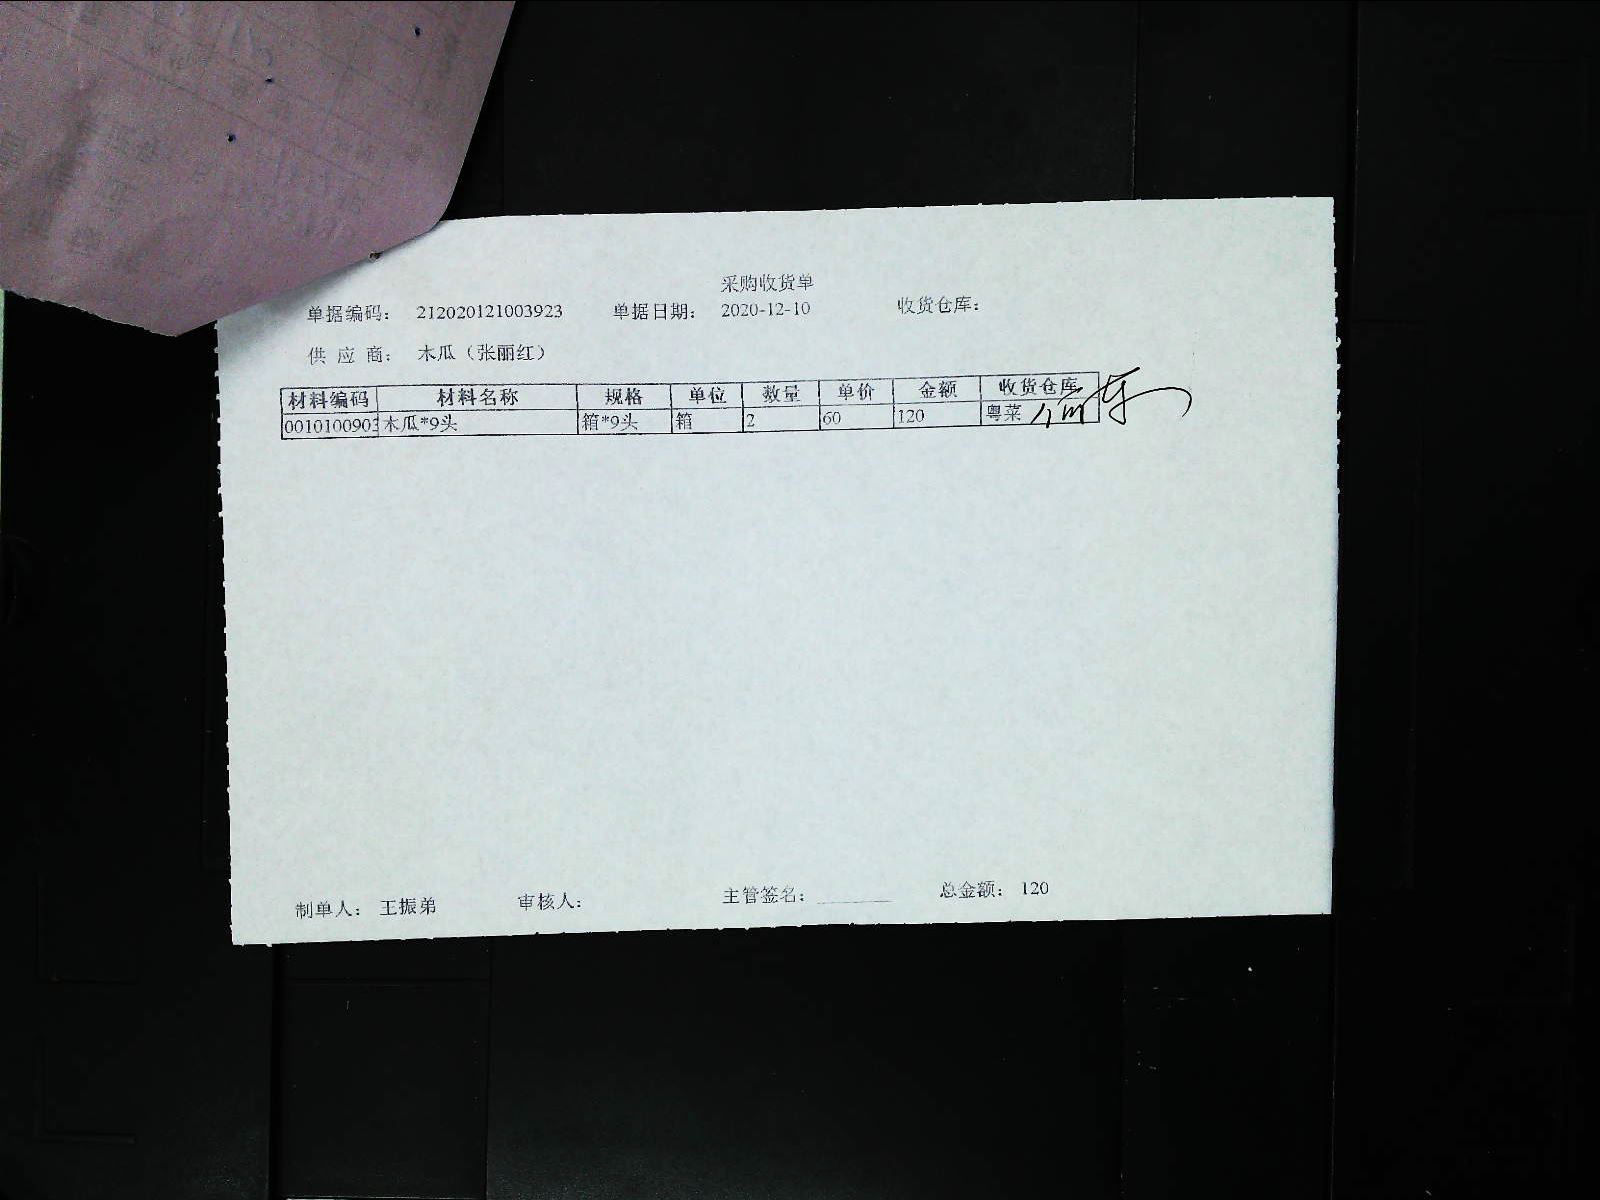 采购收货单
单据编码： 212020121003923 单据日期： 2020-12-10 收货仓库：
供 应 商： 木瓜（张丽红）
材料编码 材料名称 规格 单位 数量 单价 金额 收货仓库
0010100903 木瓜*9头 箱*9头 箱 2 60 120 粤菜
制单人： 王振弟 审核人： 主管签名： 总金额： 120